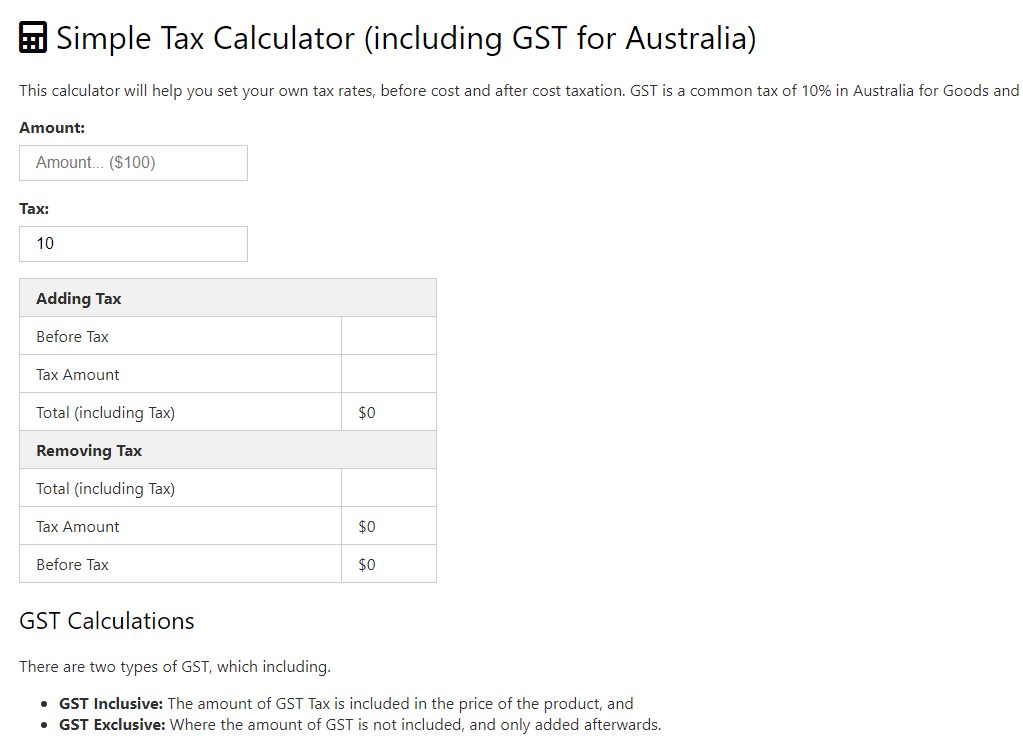 Simple Tax Calculator (including GST for Australia)
This calculator will help you set your own tax rates, before cost and after cost taxation. GST is a common tax of 10% in Australia for Goods and
Amount:
Amount... ($100)
Tax:
10
Adding Tax
Before Tax
Tax Amount
Total (including Tax) $0
Removing Tax
Total (including Tax)
Tax Amount $0
Before Tax $0
GST Calculations
There are two types of GST, which including.
• GST Inclusive: The amount of GST Tax is included in the price of the product, and
• GST Exclusive: Where the amount of GST is not included, and only added afterwards.